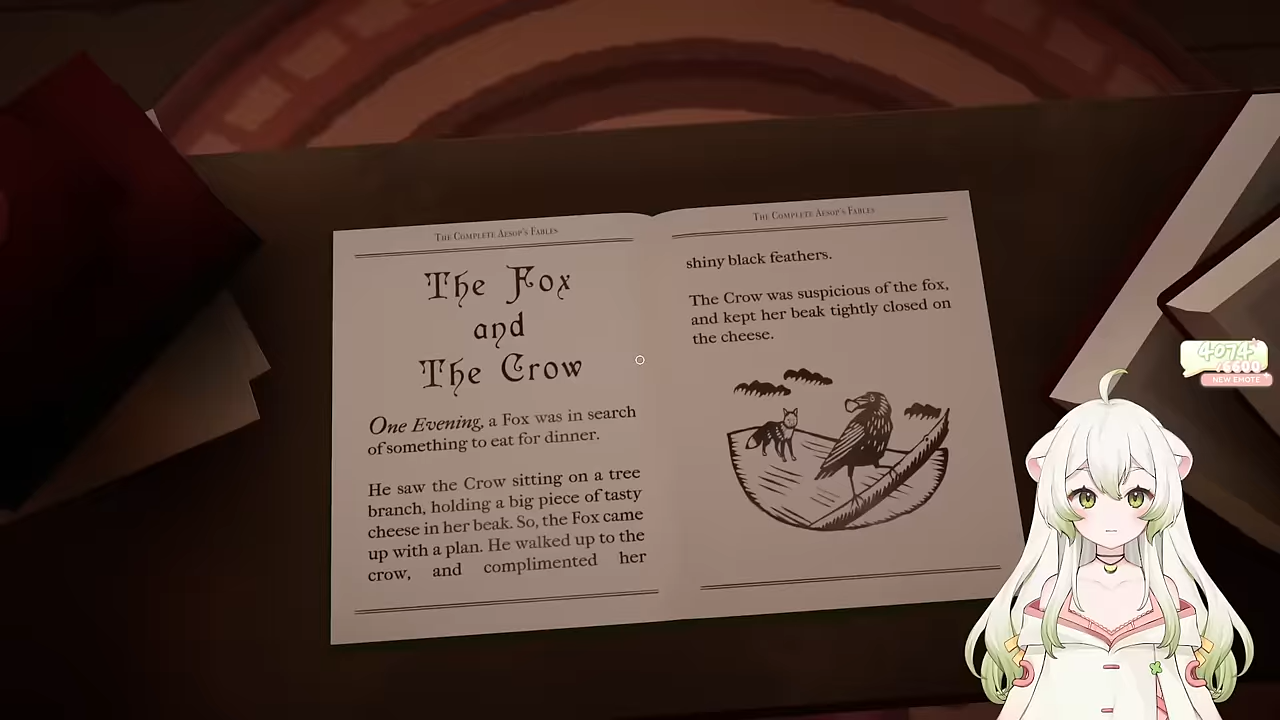 The Complete Aesop's Fables
The Fox
and
The Crow
One Evening, a Fox was in search
of something to eat for dinner.
He saw the Crow sitting on a tree
branch, holding a big piece of tasty
cheese in her beak. So, the Fox came
up with a plan. He walked up to the
crow, and complimented her
The Complete Aesop's Fables
shiny black feathers.
The Crow was suspicious of the fox,
and kept her beak tightly closed on
the cheese.
4074
/6600
NEW EMOTE